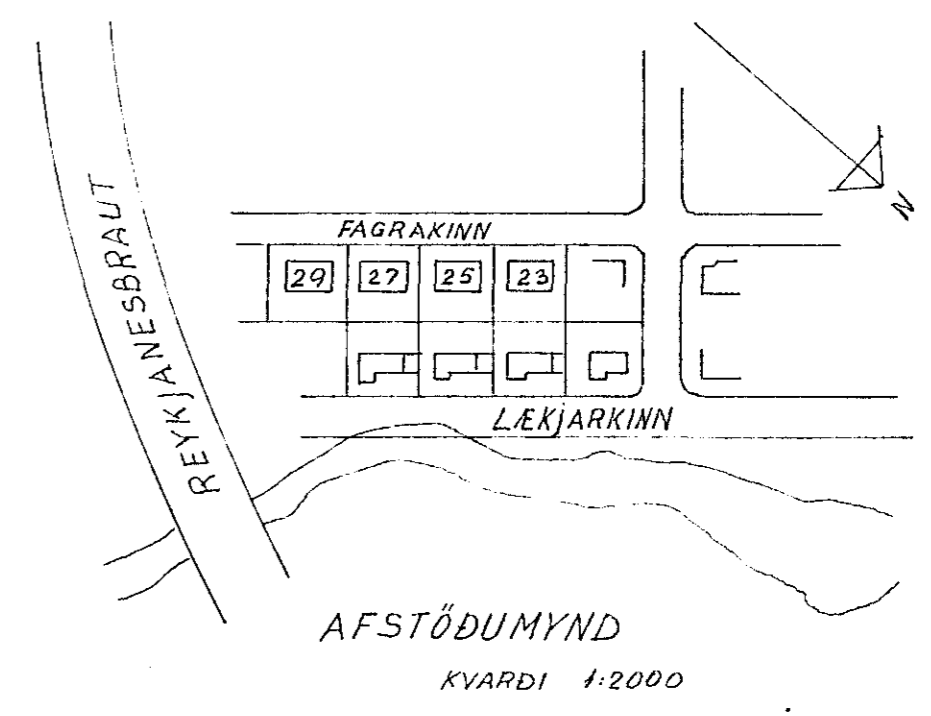 N
FAGRAKINN
29 27 25 23
REYKJANESBRAUT
LÆKJARKINN
AFSTÖÐUMYND
KVARÐI 1:2000